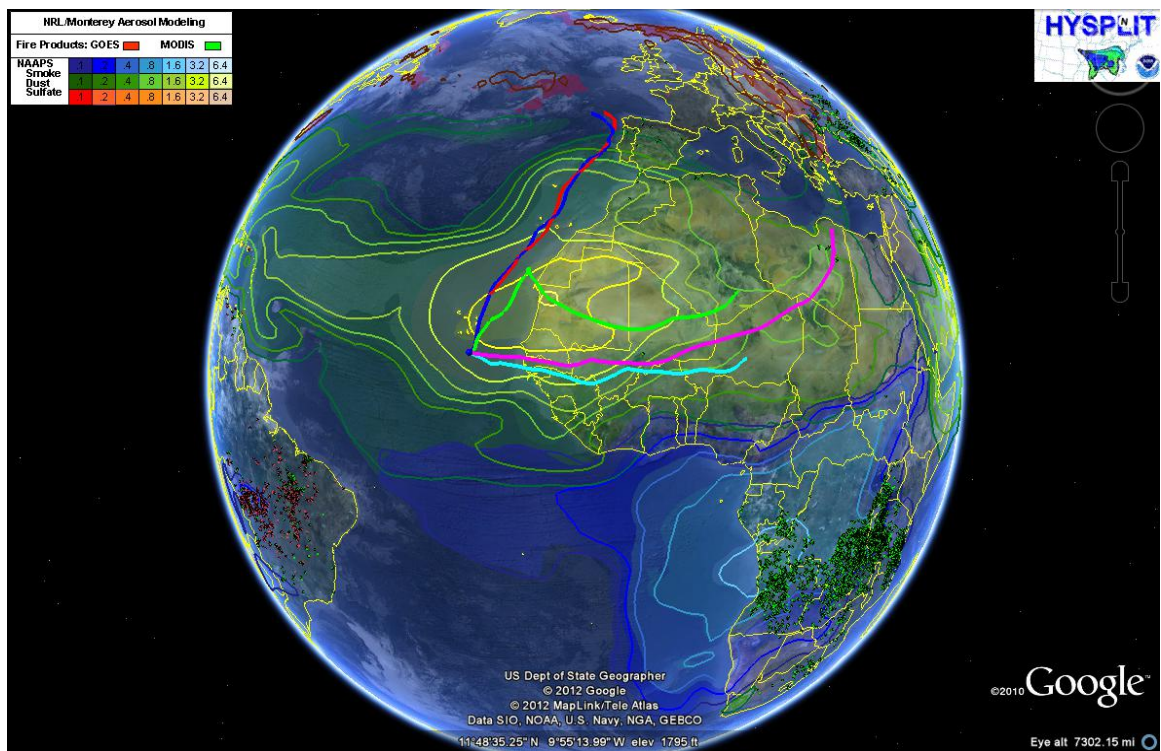 NRL/Monterey Aerosol Modeling
Fire Products: GOES MODIS
NAAPS
Smoke .1 .2 .4 .8 1.6 3.2 6.4
Dust .1 .2 .4 .8 1.6 3.2 6.4
Sulfate .1 .2 .4 .8 1.6 3.2 6.4
HYSPLIT
N
NOAA
US Dept of State Geographer
© 2012 Google
© 2012 MapLink/Tele Atlas
Data SIO, NOAA, U.S. Navy, NGA, GEBCO
11°48'35.25" N 9°55'13.99" W elev 1795 ft
©2010 Google™
Eye alt 7302.15 mi